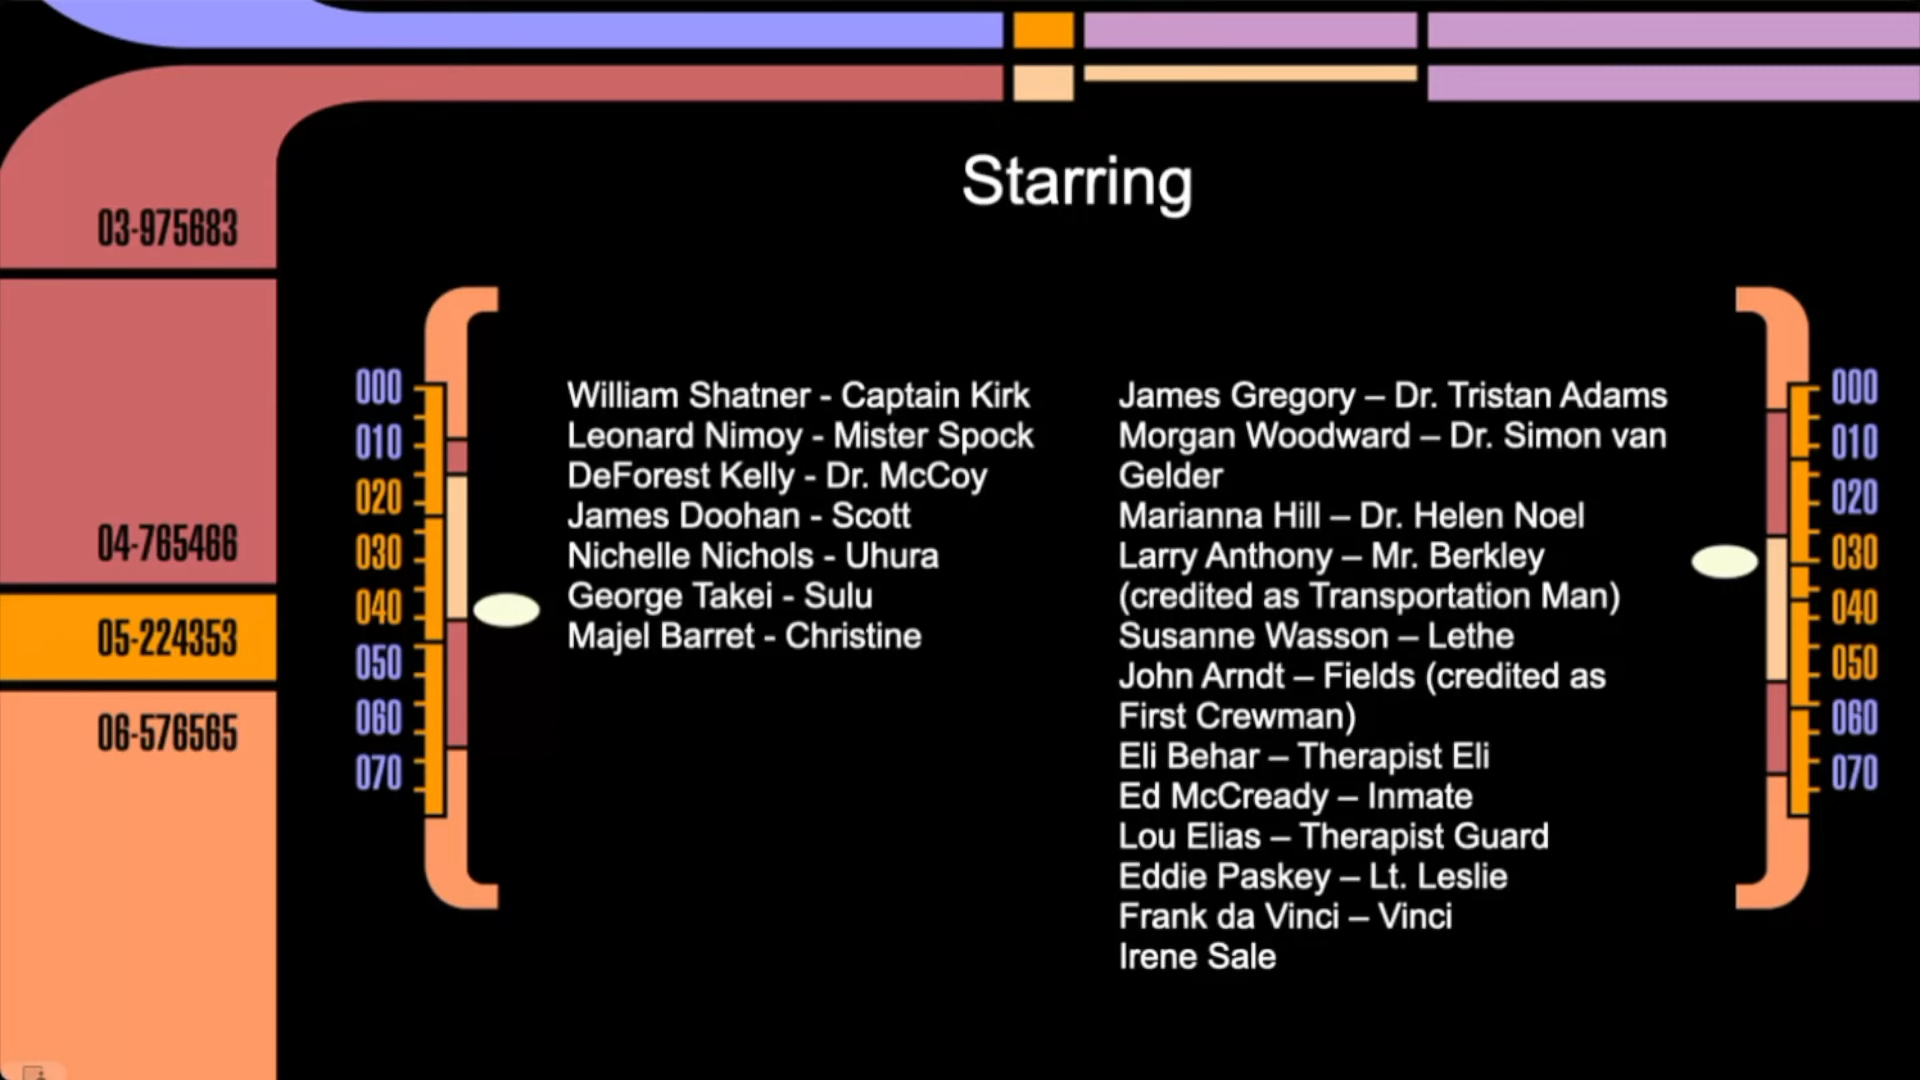 Starring
03-975683
04-765466
05-224353
06-576565
000
010
020
030
040
050
060
070
William Shatner - Captain Kirk
Leonard Nimoy - Mister Spock
DeForest Kelly - Dr. McCoy
James Doohan - Scott
Nichelle Nichols - Uhura
George Takei - Sulu
Majel Barret - Christine
James Gregory – Dr. Tristan Adams
Morgan Woodward – Dr. Simon van
Gelder
Marianna Hill – Dr. Helen Noel
Larry Anthony – Mr. Berkley
(credited as Transportation Man)
Susanne Wasson – Lethe
John Arndt – Fields (credited as
First Crewman)
Eli Behar – Therapist Eli
Ed McCready – Inmate
Lou Elias – Therapist Guard
Eddie Paskey – Lt. Leslie
Frank da Vinci – Vinci
Irene Sale
000
010
020
030
040
050
060
070